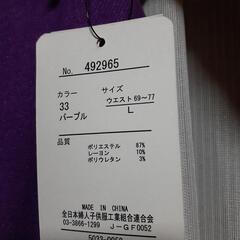 No. 492965
カラー サイズ
33 ウエスト69〜77
パープル L
品質
ポリエステル 87%
レーヨン 10%
ポリウレタン 3%
MADE IN CHINA
全日本婦人子供服工業組合連合会
03-3866-1299 J-GF0052